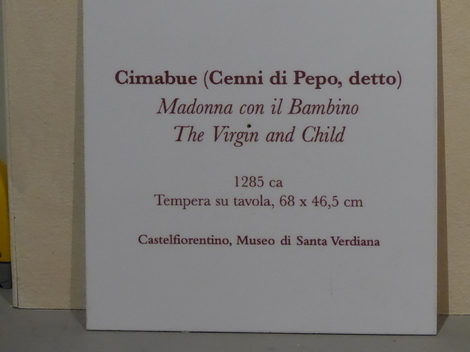 Cimabue (Cenni di Pepo, detto)
Madonna con il Bambino
The Virgin and Child
1285 ca
Tempera su tavola, 68 x 46,5 cm
Castelfiorentino, Museo di Santa Verdiana